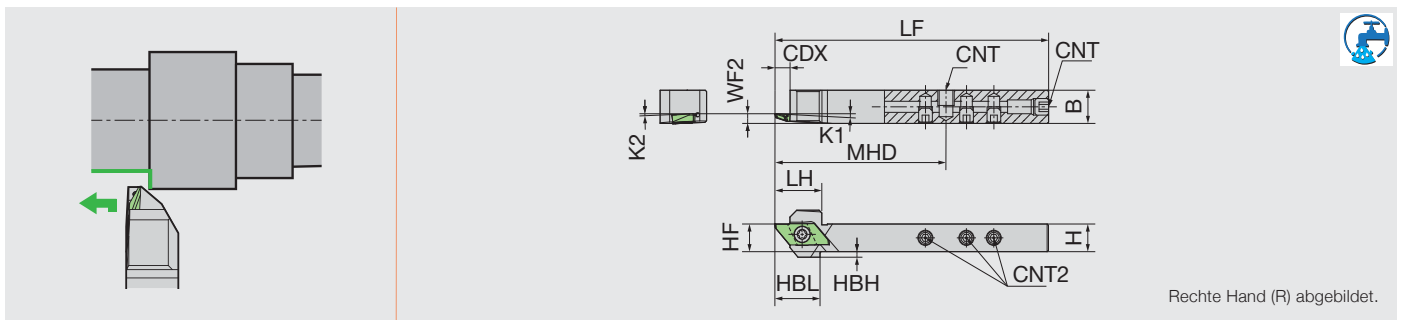 LF
CDX
CNT
CNT
WF2
B
K2
K1
MHD
LH
HF
H
CNT2
HBL
HBH
Rechte Hand (R) abgebildet.